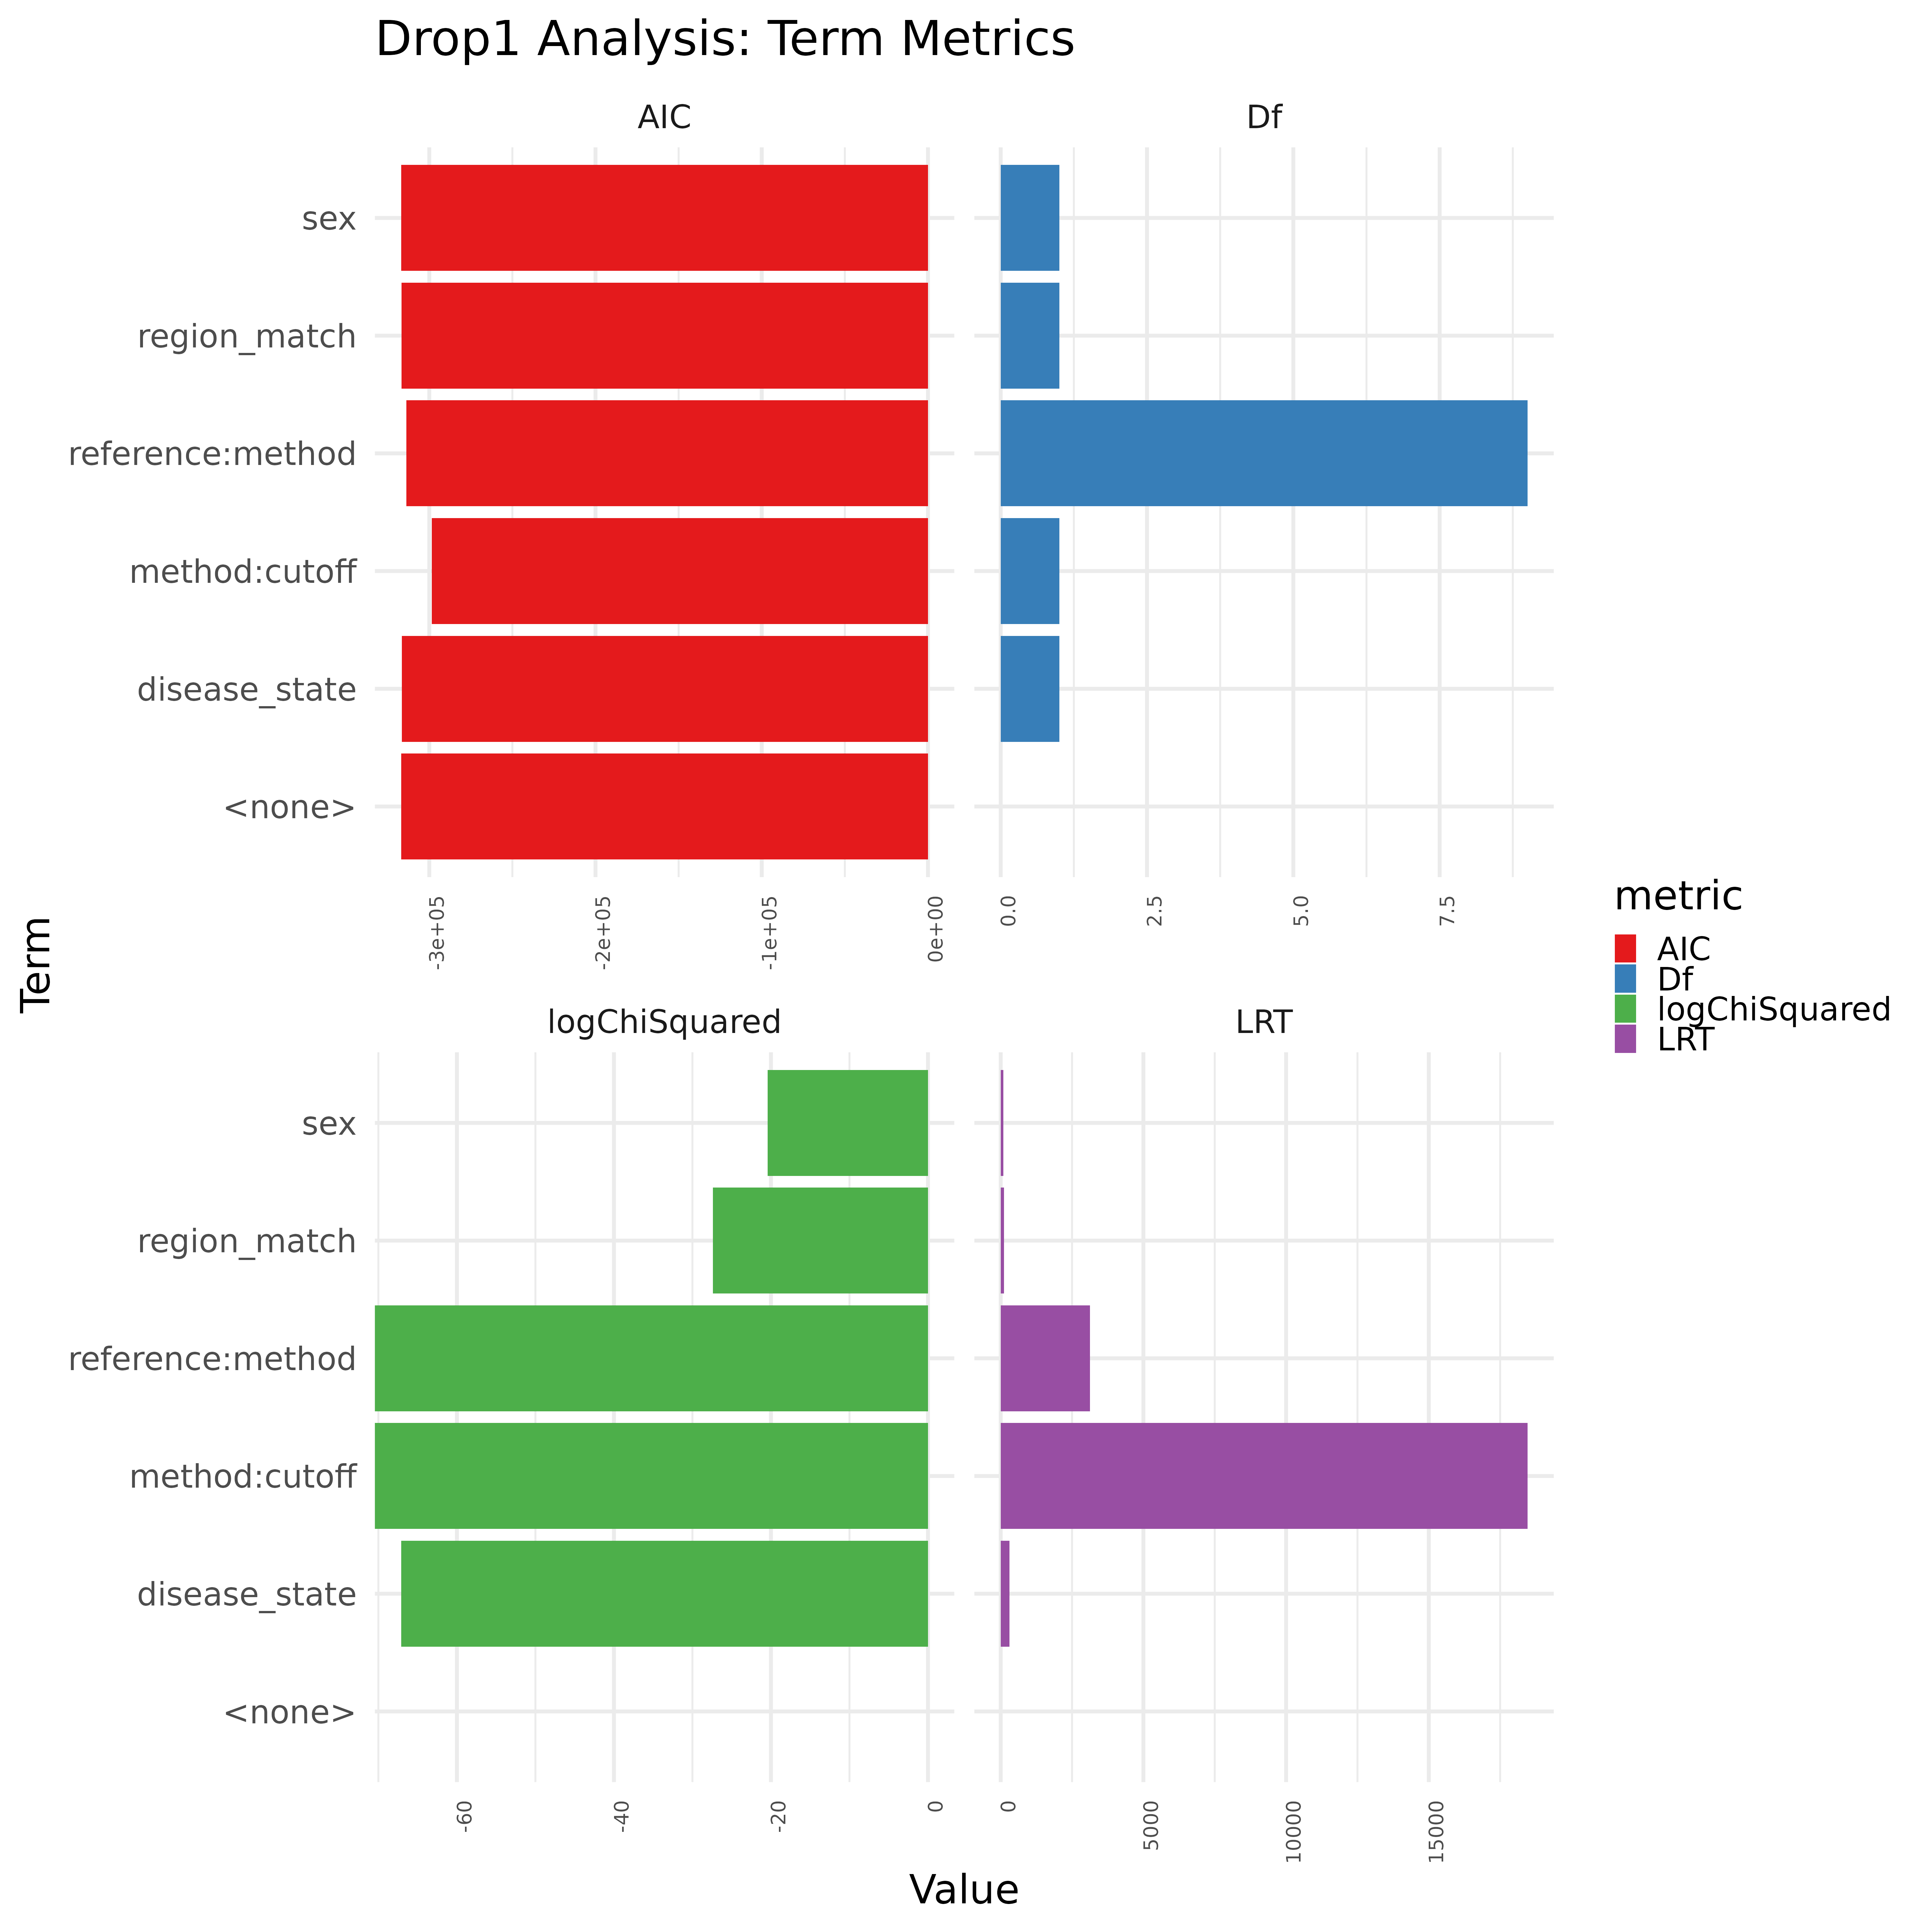 Drop1 Analysis: Term Metrics
AIC
Df
sex
region_match
reference:method
method:cutoff
disease_state
<none>
-3e+05
-2e+05
-1e+05
0e+00
0.0
2.5
5.0
7.5
Term
logChiSquared
LRT
sex
region_match
reference:method
method:cutoff
disease_state
<none>
-60
-40
-20
0
0
5000
10000
15000
Value
metric
AIC
Df
logChiSquared
LRT